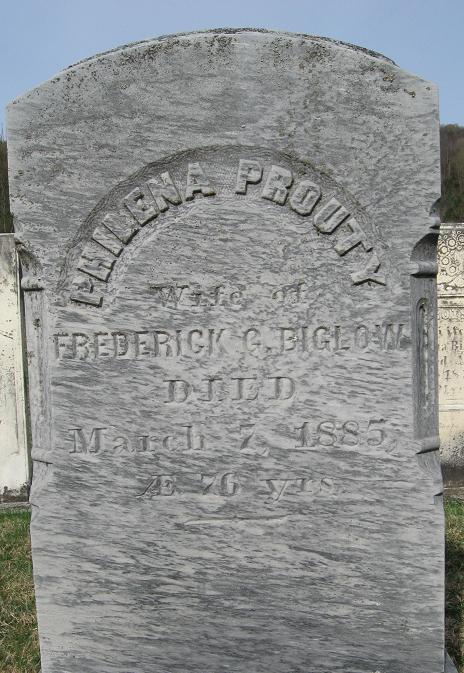 PHILENA PROUTY
Wife of
FREDERICK G. BIGLOW
DIED
March 7, 1885,
Æ 76 yrs.